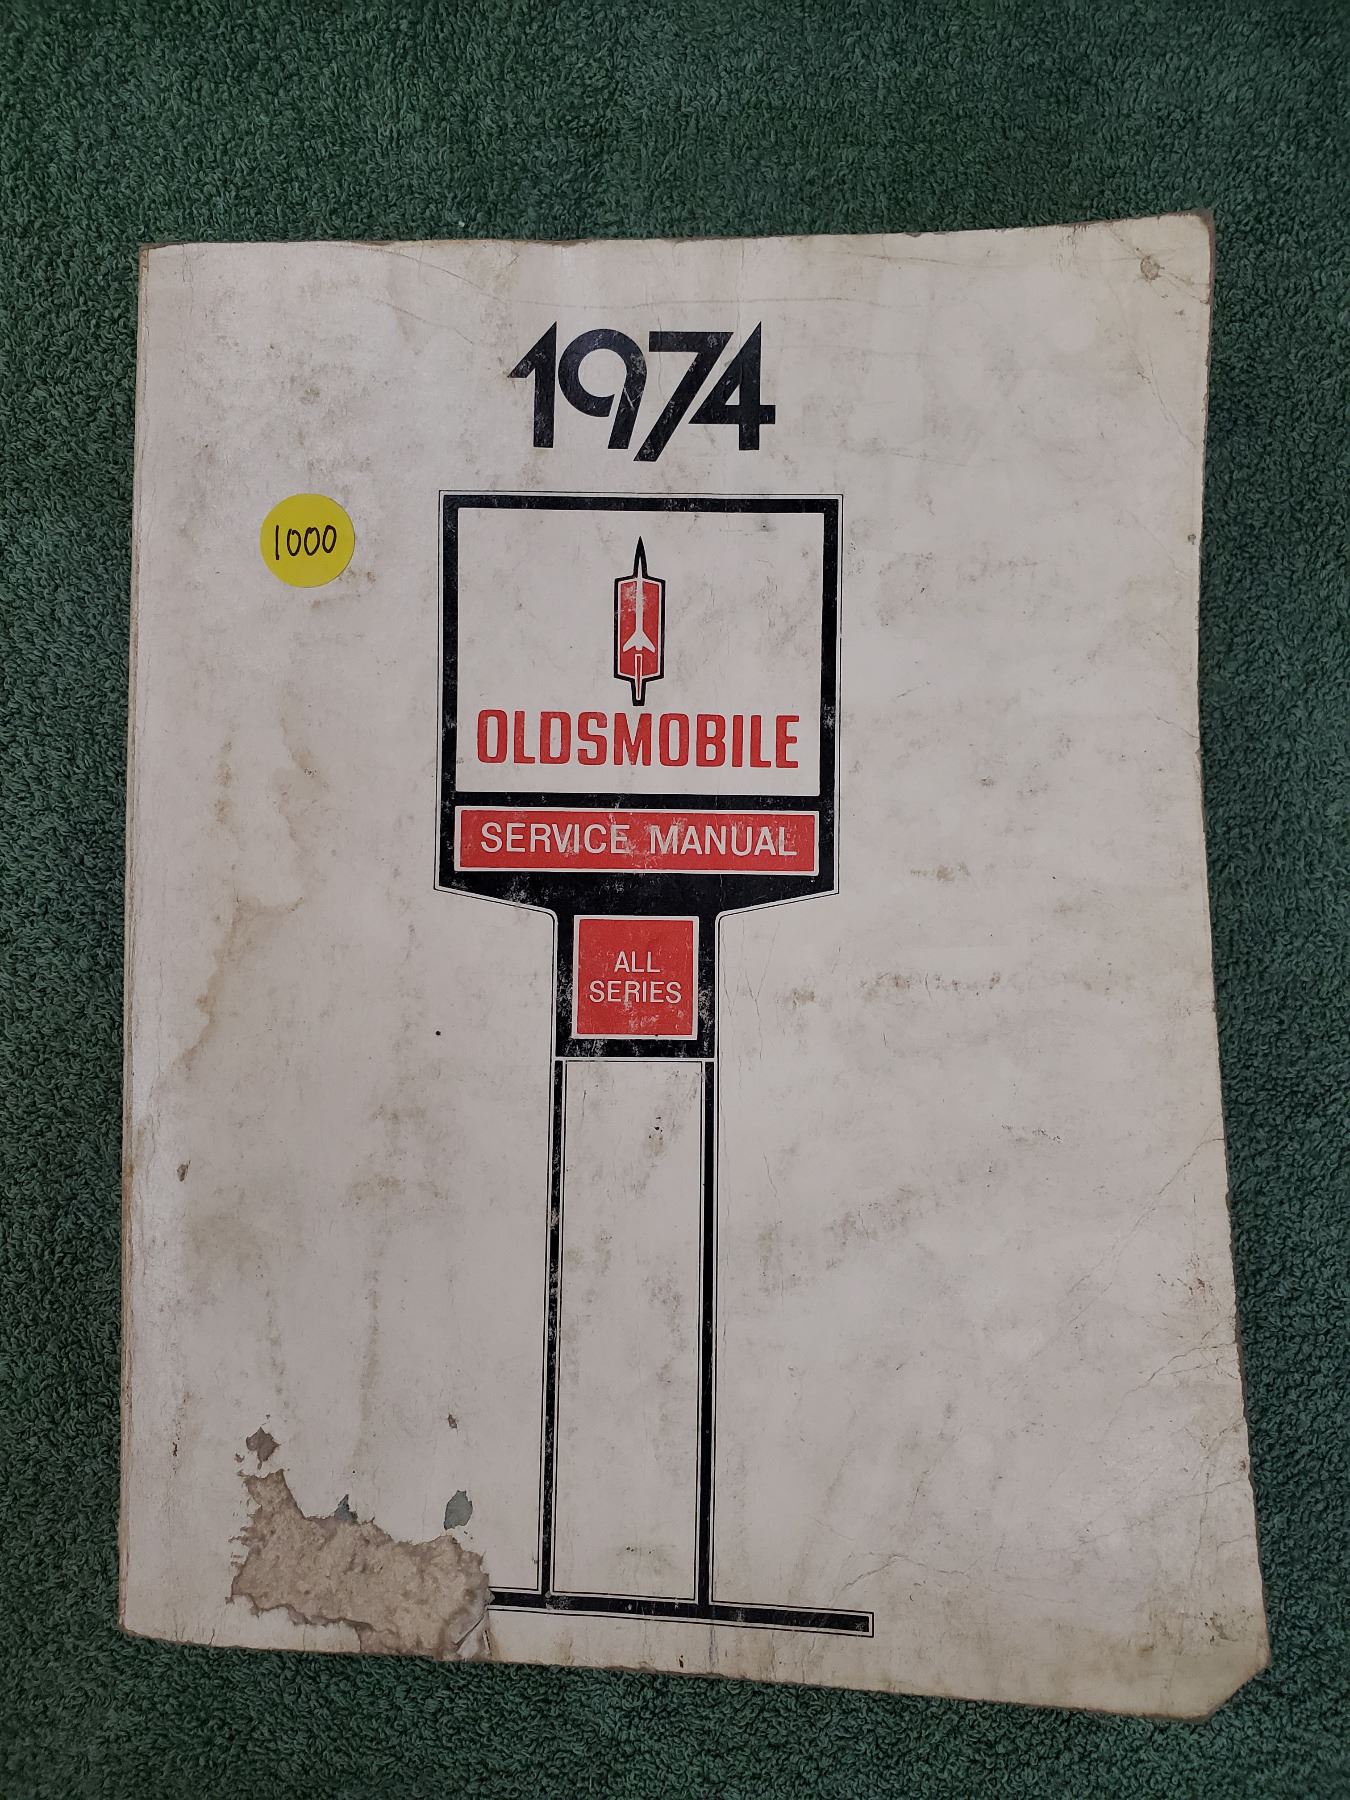 1974
1000
OLDSMOBILE
SERVICE MANUAL
ALL
SERIES